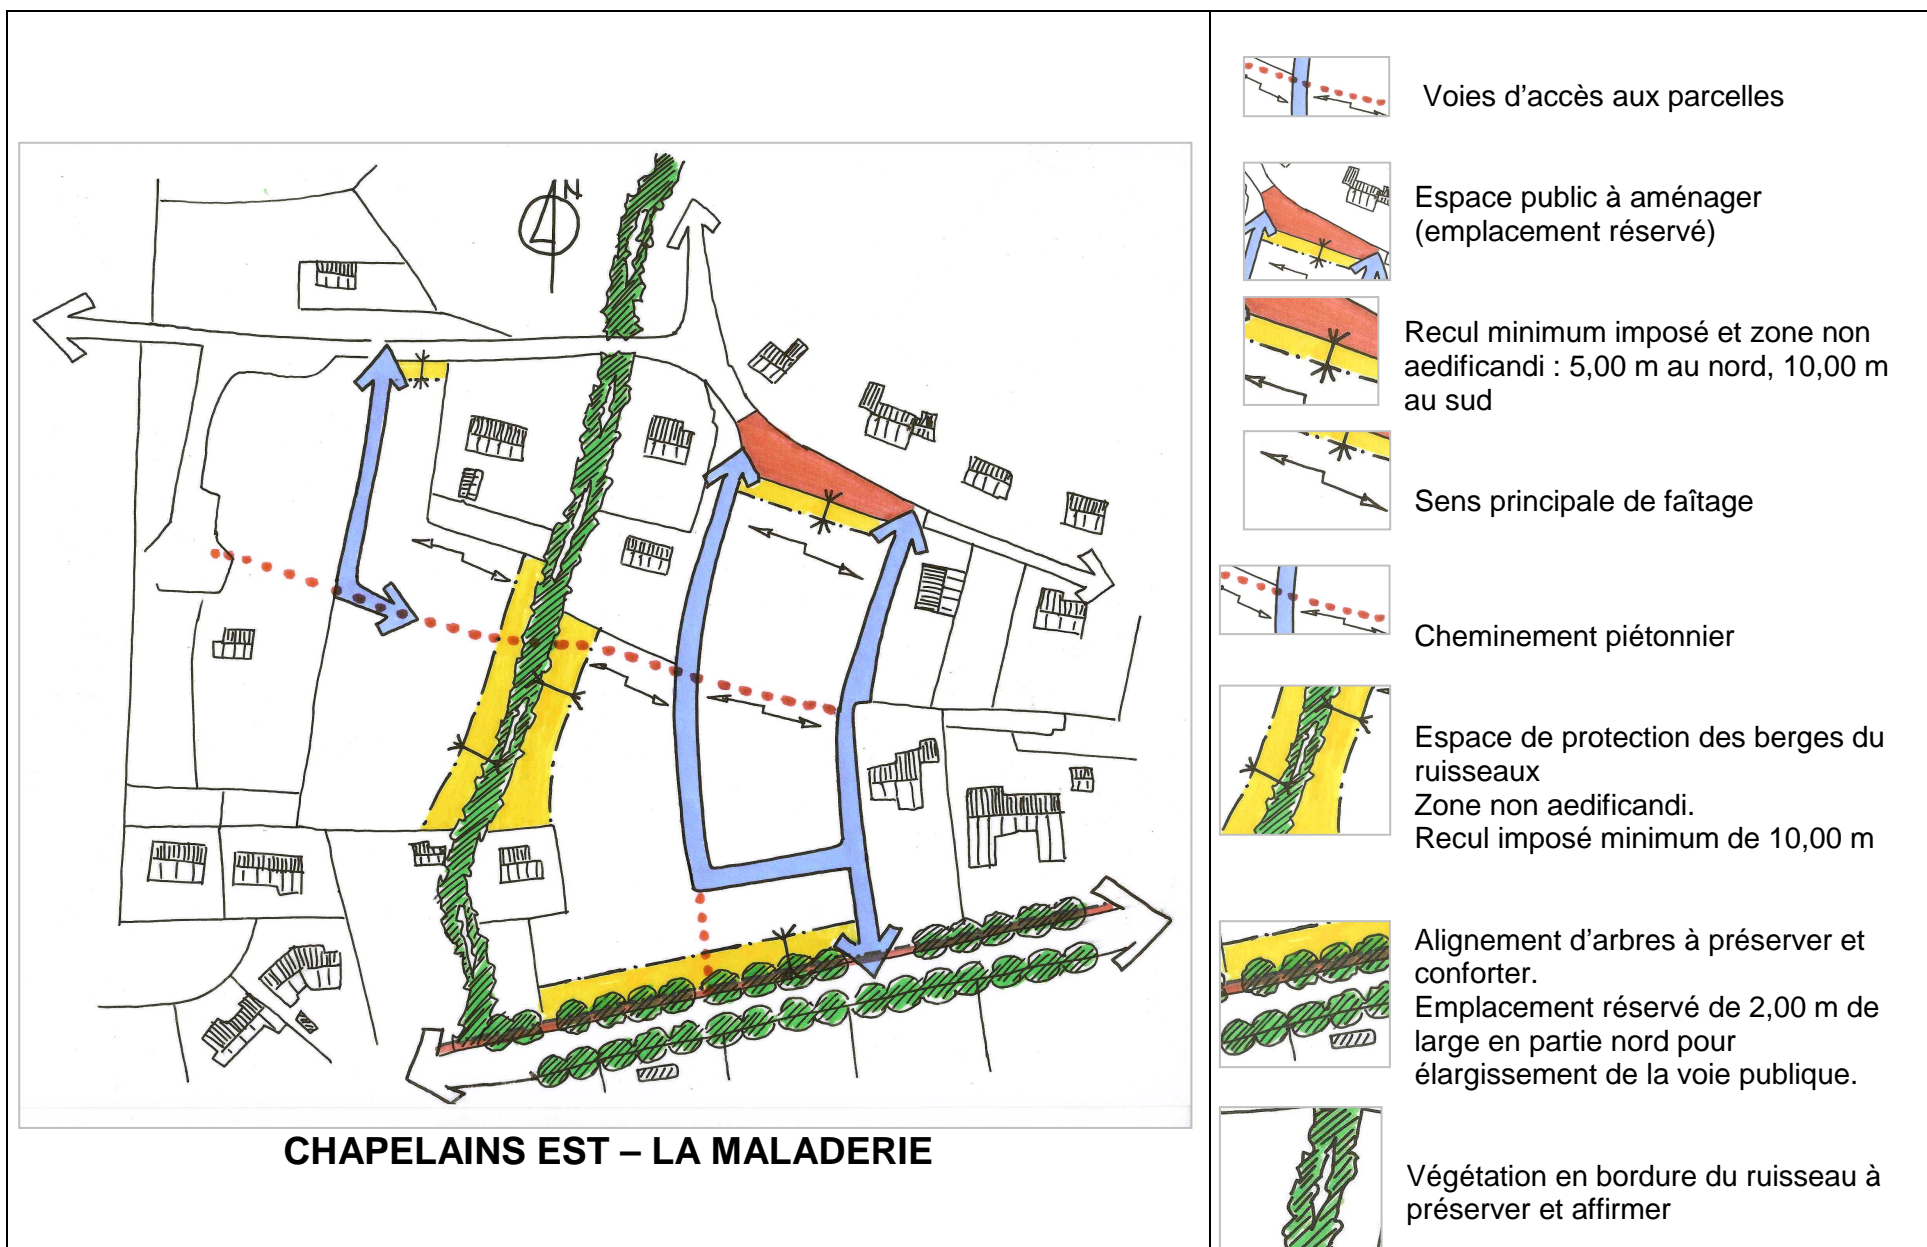 N
CHAPELAINS EST – LA MALADERIE
Voies d'accès aux parcelles
Espace public à aménager
(emplacement réservé)
Recul minimum imposé et zone non
aedificandi : 5,00 m au nord, 10,00 m
au sud
Sens principale de faîtage
Cheminement piétonnier
Espace de protection des berges du
ruisseaux
Zone non aedificandi.
Recul imposé minimum de 10,00 m
Alignement d'arbres à préserver et
conforter.
Emplacement réservé de 2,00 m de
large en partie nord pour
élargissement de la voie publique.
Végétation en bordure du ruisseau à
préserver et affirmer